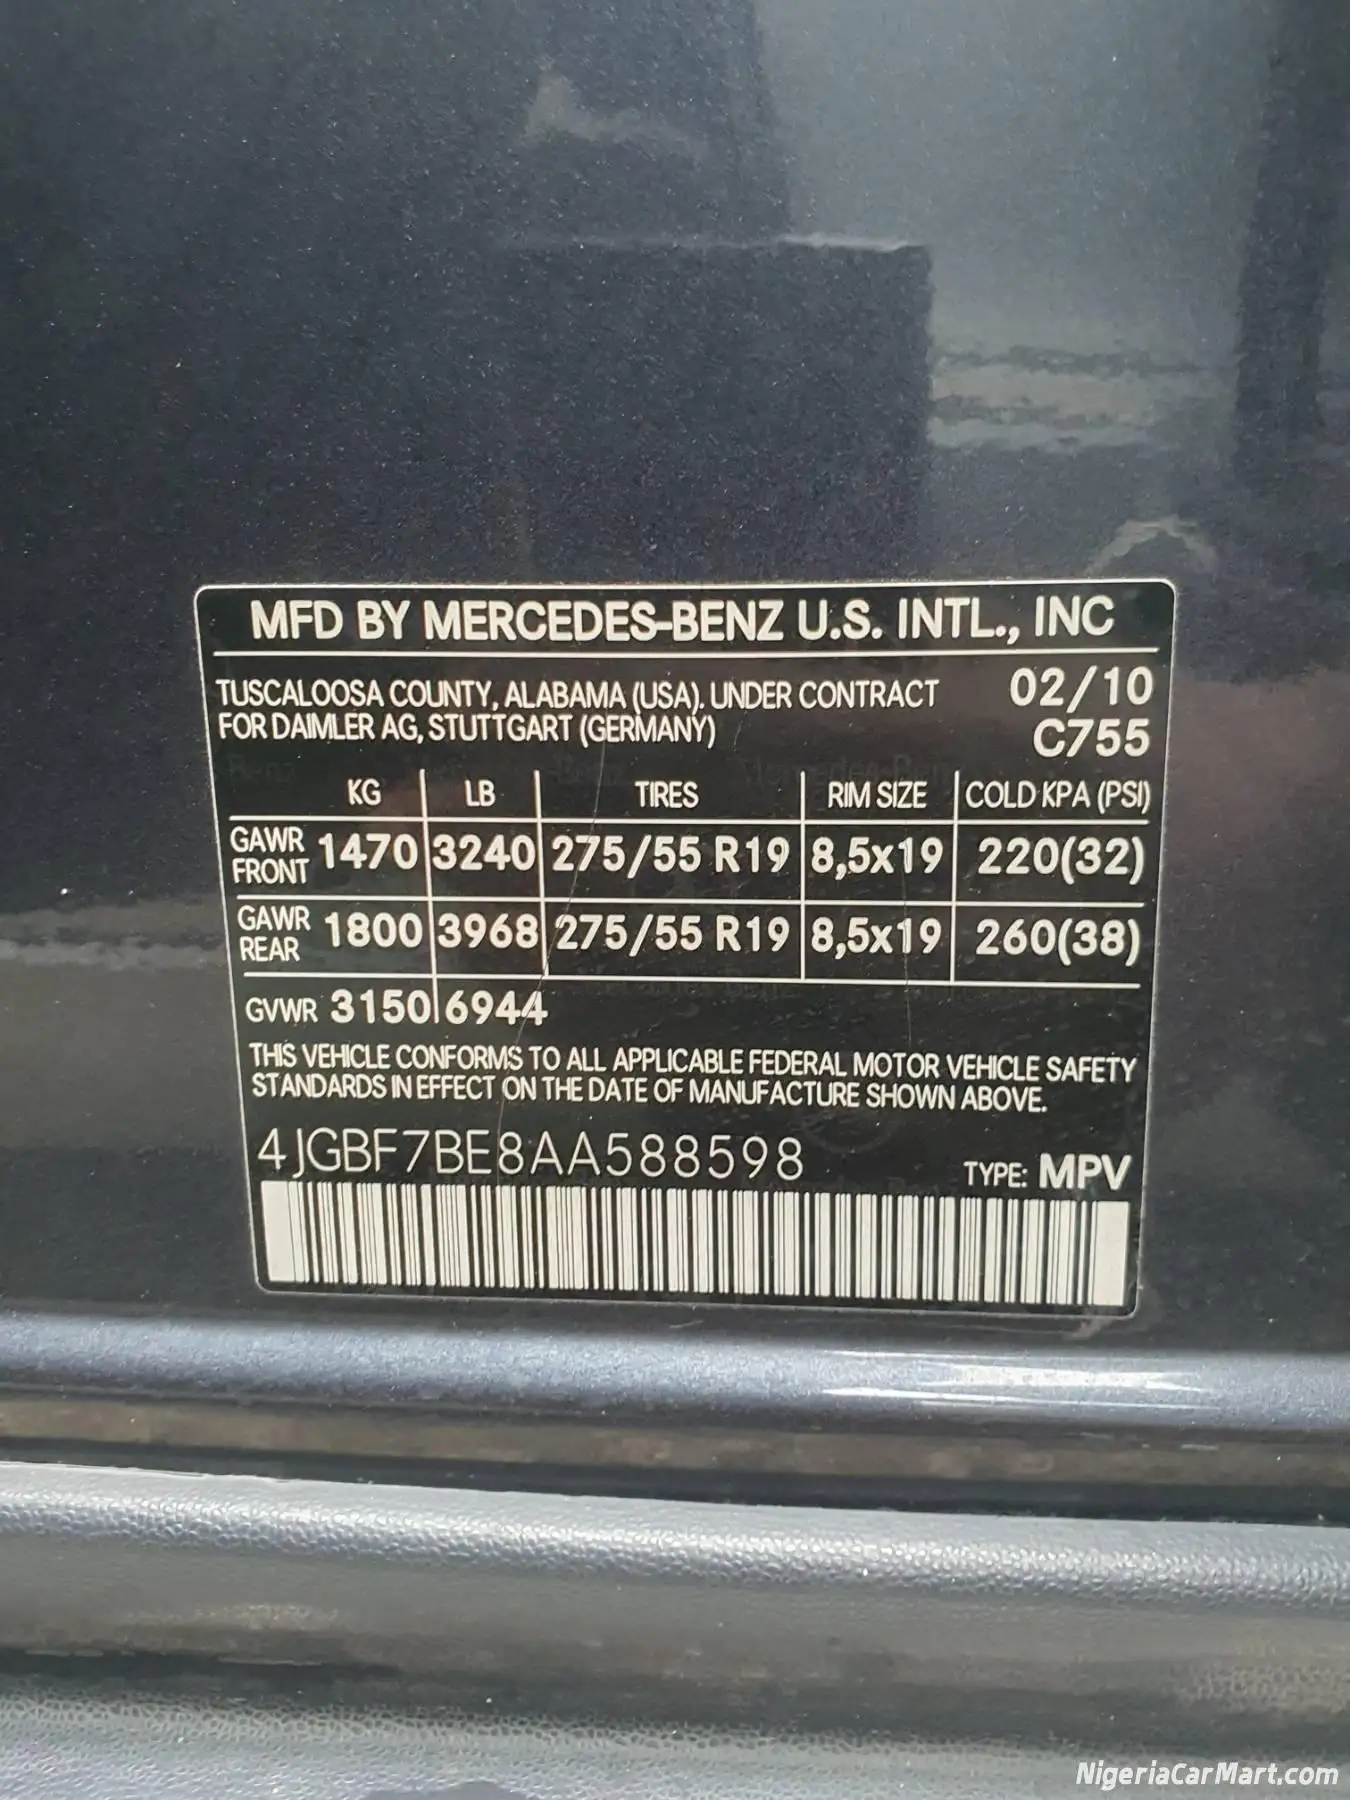 MFD BY MERCEDES-BENZ U.S. INTL., INC
TUSCALOOSA COUNTY, ALABAMA (USA). UNDER CONTRACT 02/10
FOR DAIMLER AG, STUTTGART (GERMANY) C755
KG LB TIRES RIM SIZE COLD KPA (PSI)
GAWR FRONT 1470 3240 275/55 R19 8,5x19 220(32)
GAWR REAR 1800 3968 275/55 R19 8,5x19 260(38)
GVWR 3150 6944
THIS VEHICLE CONFORMS TO ALL APPLICABLE FEDERAL MOTOR VEHICLE SAFETY
STANDARDS IN EFFECT ON THE DATE OF MANUFACTURE SHOWN ABOVE.
4JGBF7BE8AA588598 TYPE: MPV
NigeriaCarMart.com